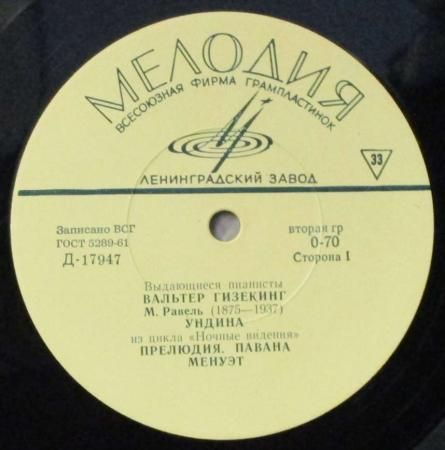 МЕЛОДИЯ
ВСЕСОЮЗНАЯ ФИРМА ГРАМПЛАСТИНОК
33
ЛЕНИНГРАДСКИЙ ЗАВОД
Записано ВСГ
ГОСТ 5289-61
Д-17947
вторая гр
0-70
Сторона 1
Выдающиеся пианисты
ВАЛЬТЕР ГИЗЕКИНГ
М. Равель (1875—1937)
УНДИНА
из цикла «Ночные видения»
ПРЕЛЮДИЯ. ПАВАНА
МЕНУЭТ